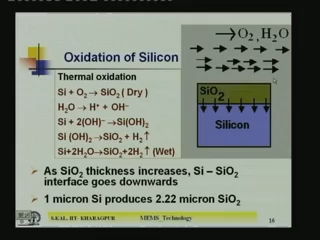 →O₂,H₂O
Oxidation of Silicon
Thermal oxidation
Si + O₂ → SiO₂ ( Dry )
H₂O → H⁺ + OH⁻
Si + 2(OH)⁻ →Si(OH)₂
Si (OH)₂ →SiO₂ + H₂ ↑
Si+2H₂O→SiO₂+2H₂ ↑ (Wet)
SiO₂
Silicon
➢ As SiO₂ thickness increases, Si – SiO₂
interface goes downwards
➢ 1 micron Si produces 2.22 micron SiO₂
S.KAL, IIT- KHARAGPUR
MEMS_Technology
16